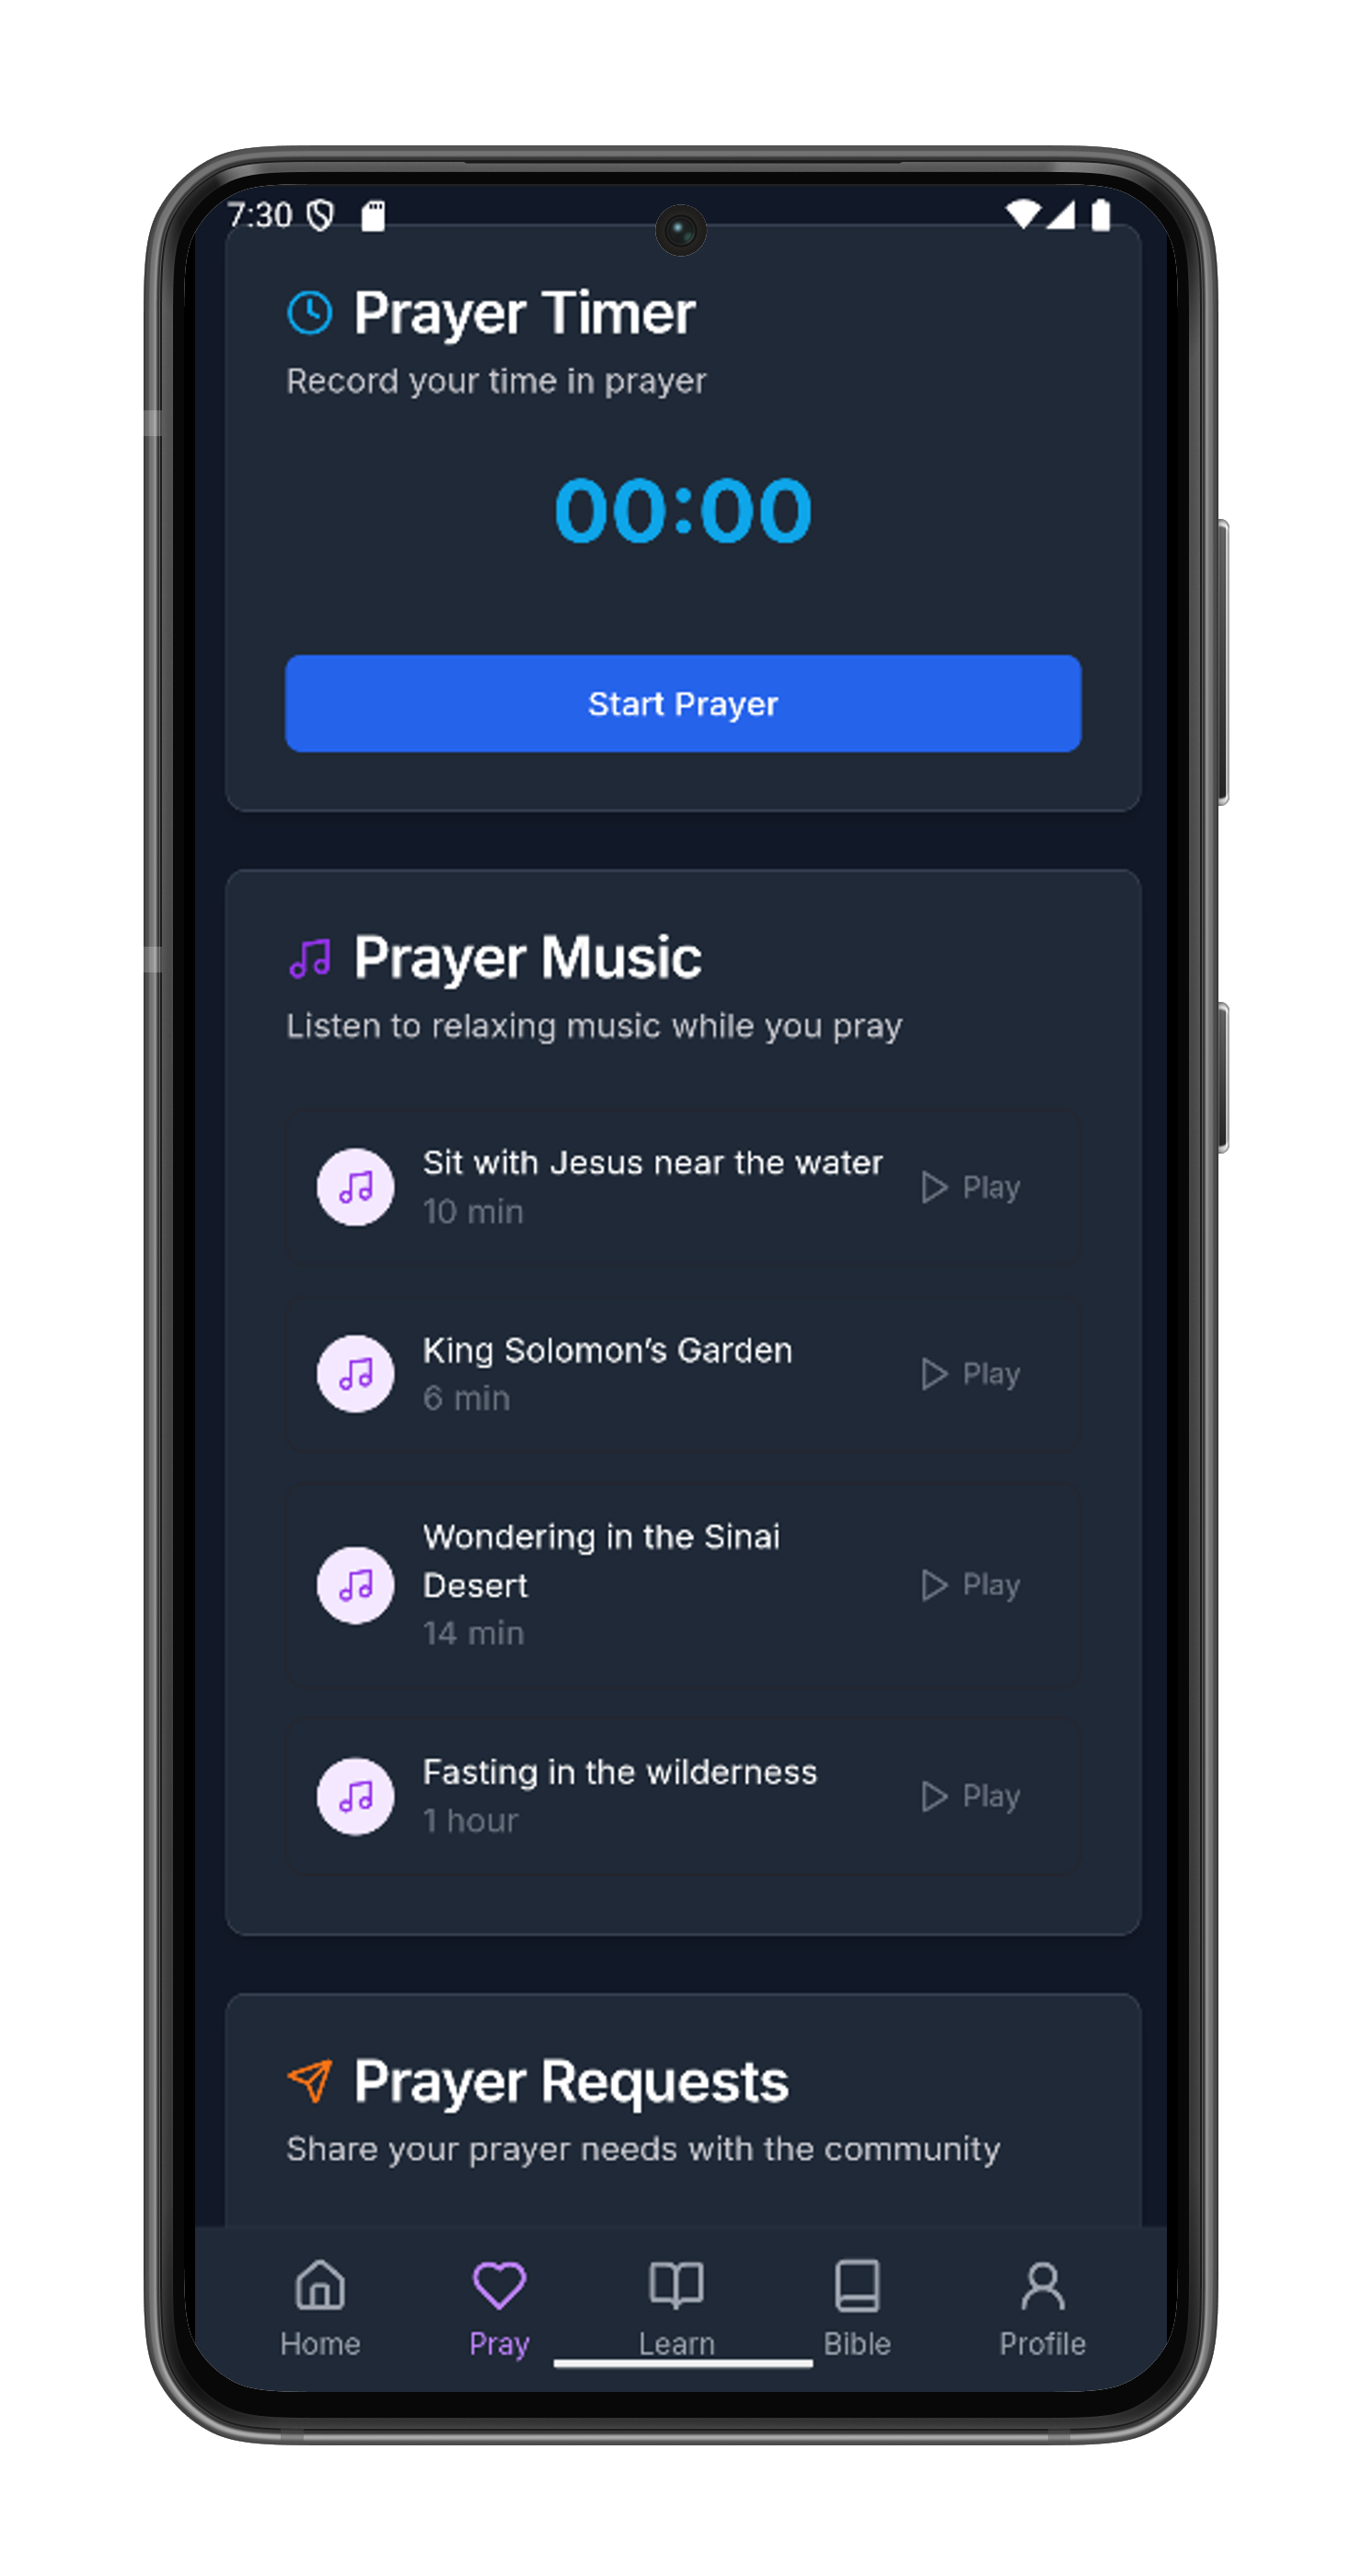 7:30
Prayer Timer
Record your time in prayer
00:00
Start Prayer
Prayer Music
Listen to relaxing music while you pray
Sit with Jesus near the water
10 min
Play
King Solomon’s Garden
6 min
Play
Wondering in the Sinai
Desert
14 min
Play
Fasting in the wilderness
1 hour
Play
Prayer Requests
Share your prayer needs with the community
Home
Pray
Learn
Bible
Profile